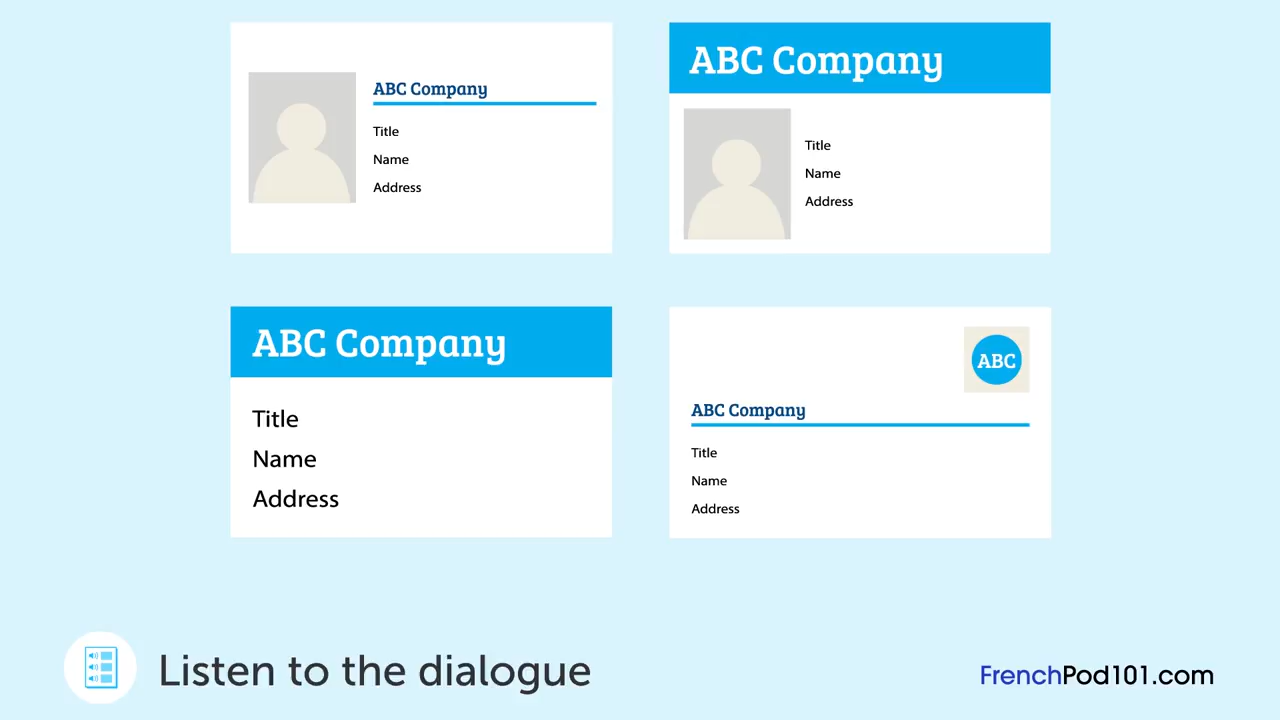 ABC Company
Title
Name
Address
ABC Company
Title
Name
Address
ABC Company
Title
Name
Address
ABC
ABC Company
Title
Name
Address
Listen to the dialogue
FrenchPod101.com